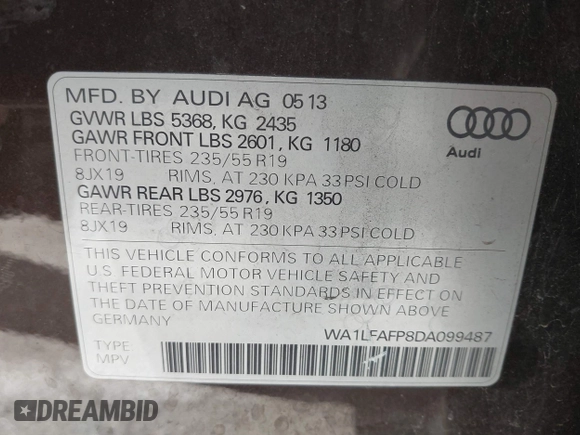 MFD. BY AUDI AG 05 13
GVWR LBS 5368, KG 2435
GAWR FRONT LBS 2601, KG 1180
FRONT-TIRES 235/55 R19
8JX19 RIMS, AT 230 KPA 33 PSI COLD
GAWR REAR LBS 2976, KG 1350
REAR-TIRES 235/55 R19
8JX19 RIMS, AT 230 KPA 33 PSI COLD
Audi
THIS VEHICLE CONFORMS TO ALL APPLICABLE
U.S. FEDERAL MOTOR VEHICLE SAFETY AND
THEFT PREVENTION STANDARDS IN EFFECT ON
THE DATE OF MANUFACTURE SHOWN ABOVE
GERMANY
WA1LFAFP8DA099487
TYPE:
MPV
DREAMBID